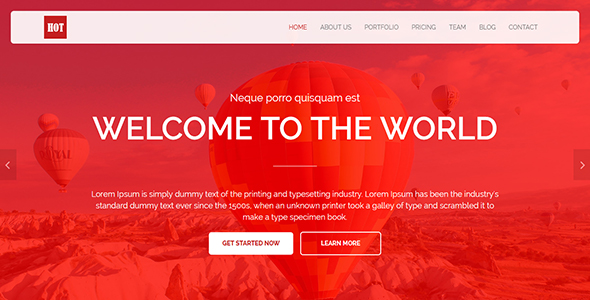 HOT
HOME ABOUT US PORTFOLIO PRICING TEAM BLOG CONTACT
Neque porro quisquam est
WELCOME TO THE WORLD
Lorem Ipsum is simply dummy text of the printing and typesetting industry. Lorem Ipsum has been the industry's
standard dummy text ever since the 1500s, when an unknown printer took a galley of type and scrambled it to
make a type specimen book.
GET STARTED NOW
LEARN MORE